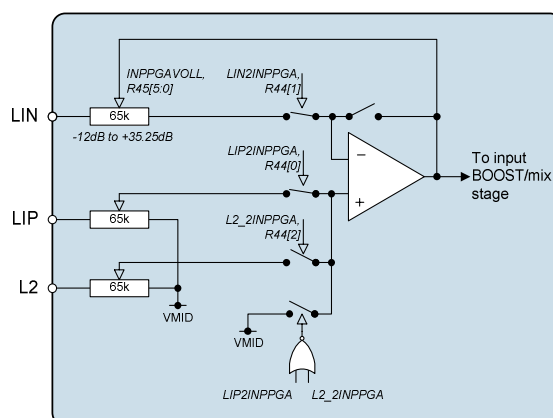 INPPGAVOLL,
R45[5:0]
LIN2INPPGA,
R44[1]
LIN
65k
-12dB to +35.25dB
LIP2INPPGA,
R44[0]
−
+
To input
BOOST/mix
stage
LIP
65k
L2_2INPPGA,
R44[2]
L2
65k
VMID
VMID
LIP2INPPGA
L2_2INPPGA